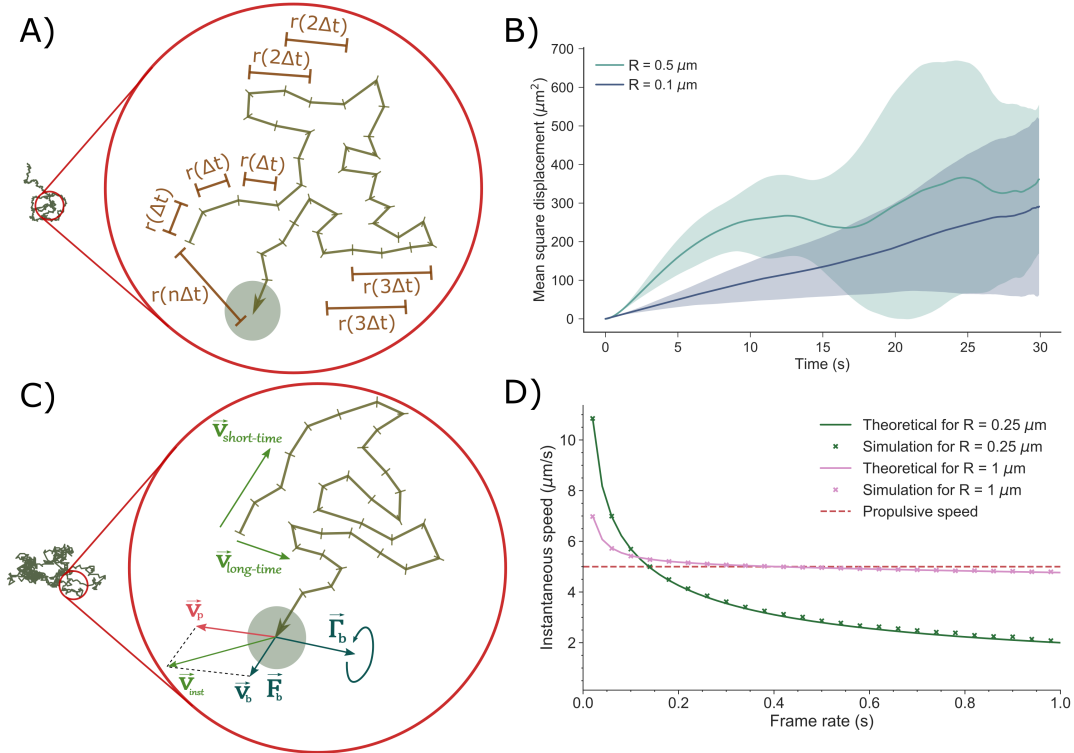 A)
r(2Δt)
r(2Δt)
r(Δt)
r(Δt)
r(Δt)
r(nΔt)
r(3Δt)
r(3Δt)
B)
700
600
500
400
300
200
100
0
Mean square displacement (μm²)
R = 0.5 μm
R = 0.1 μm
0 5 10 15 20 25 30
Time (s)
C)
v⃗short-time
v⃗long-time
v⃗p
v⃗inst
v⃗b
F⃗b
Γ⃗b
D)
10
8
6
4
2
Instantaneous speed (μm/s)
Theoretical for R = 0.25 μm
Simulation for R = 0.25 μm
Theoretical for R = 1 μm
Simulation for R = 1 μm
Propulsive speed
0.0 0.2 0.4 0.6 0.8 1.0
Frame rate (s)